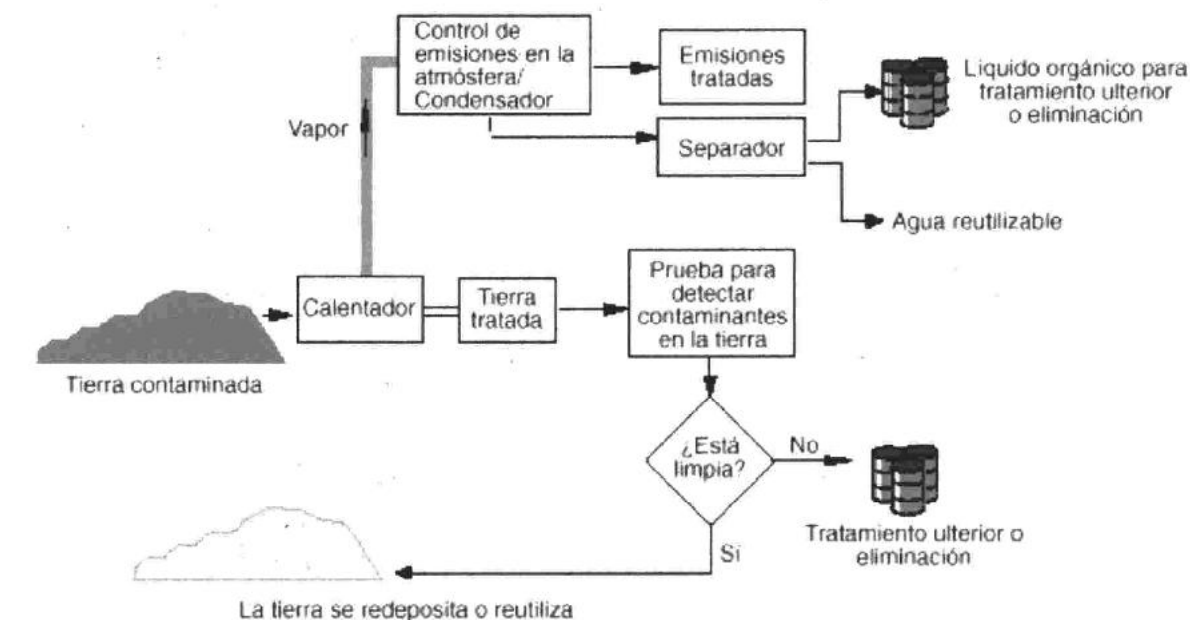 Control de
emisiones en la
atmósfera/
Condensador
Emisiones
tratadas
Liquido orgánico para
tratamiento ulterior
o eliminación
Vapor
Separador
Agua reutilizable
Calentador
Tierra
tratada
Prueba para
detectar
contaminantes
en la tierra
Tierra contaminada
¿Está
limpia?
No
Tratamiento ulterior o
eliminación
Sí
La tierra se redeposita o reutiliza